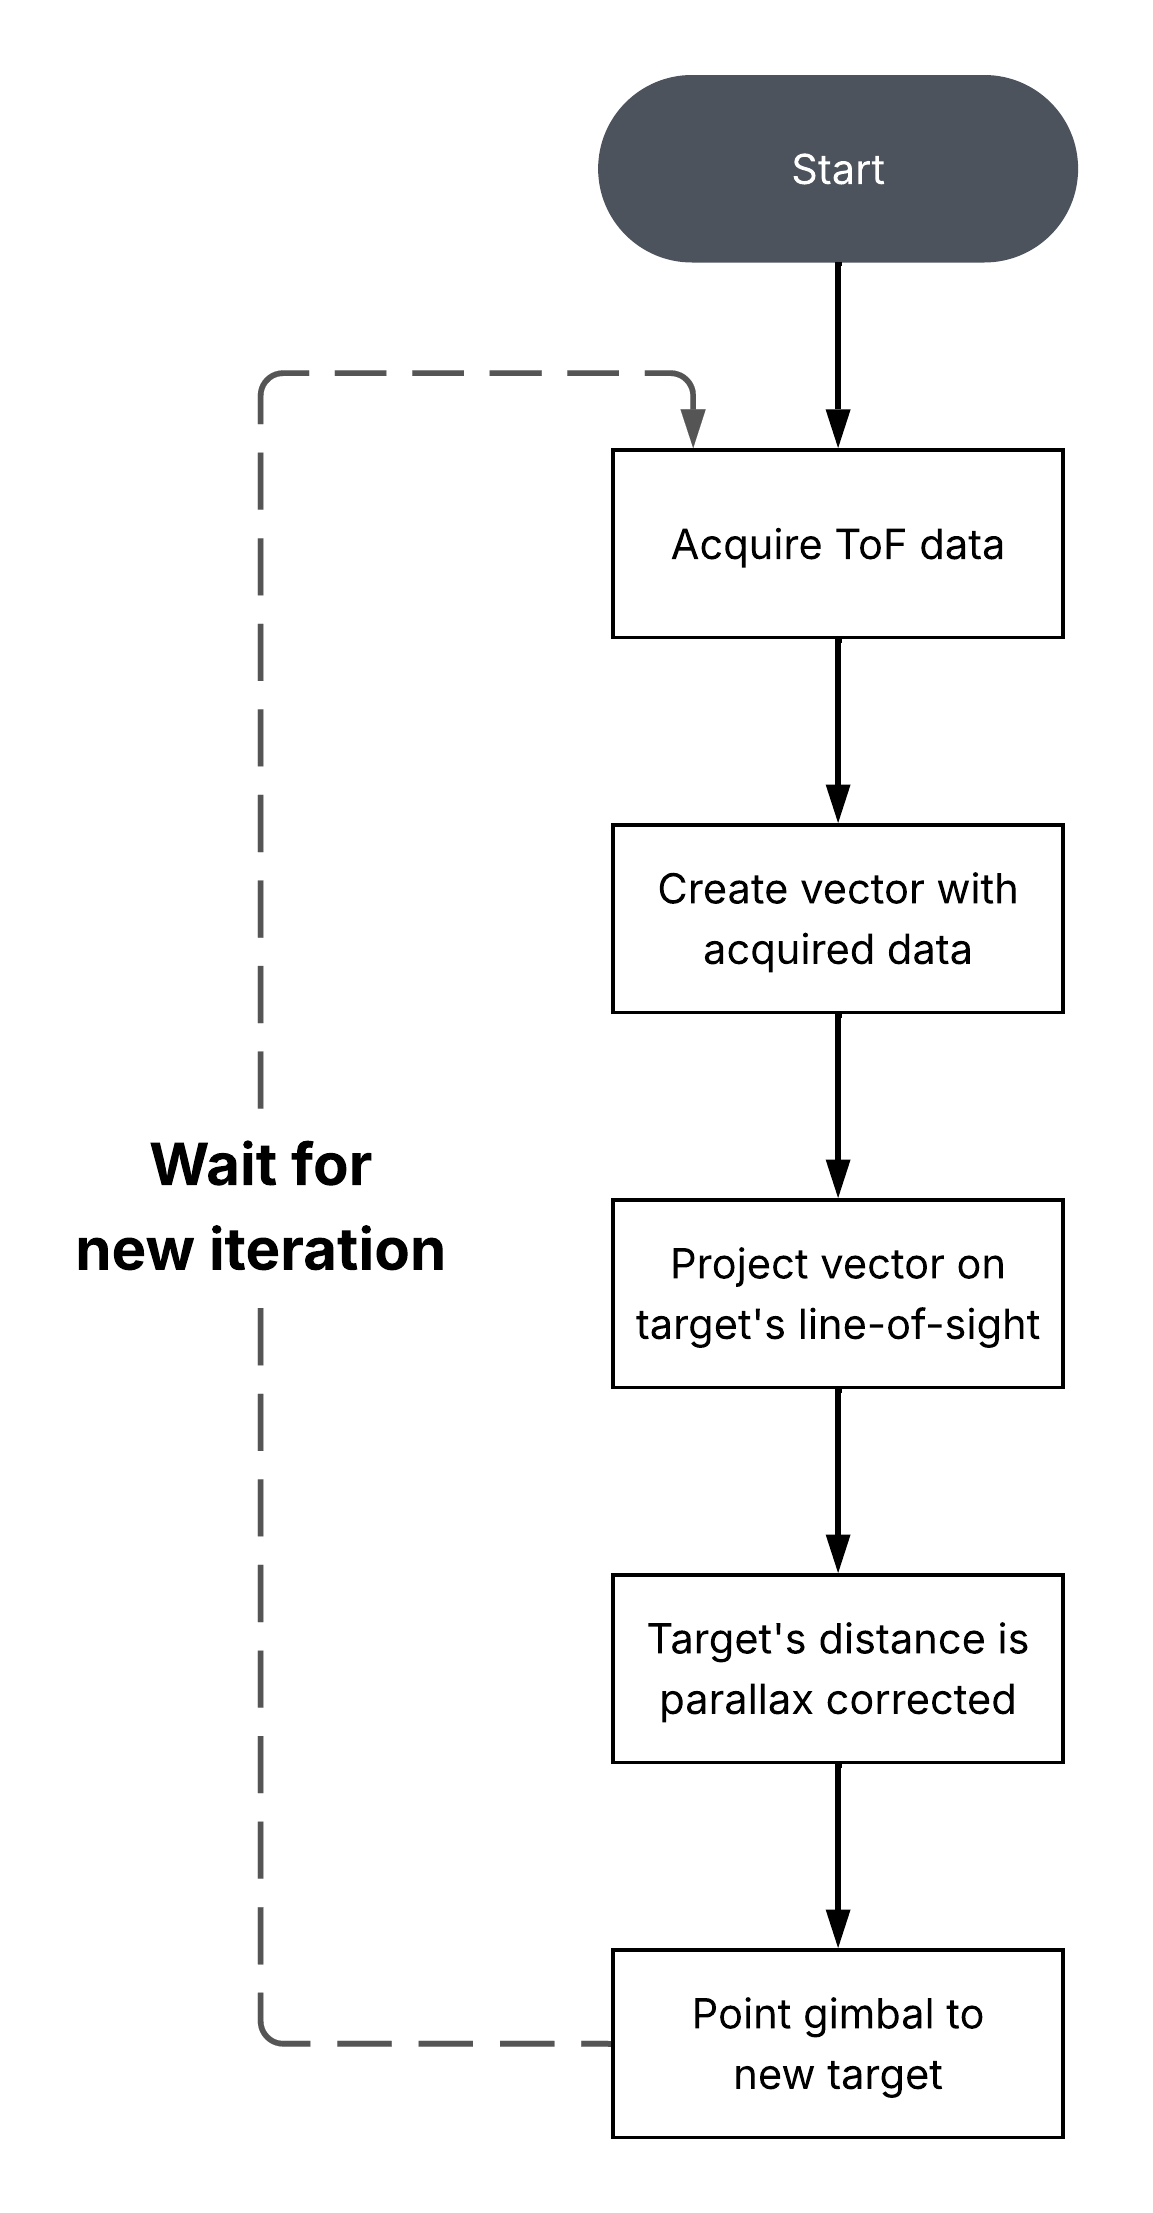 Start
Acquire ToF data
Create vector with
acquired data
Wait for
new iteration
Project vector on
target's line-of-sight
Target's distance is
parallax corrected
Point gimbal to
new target